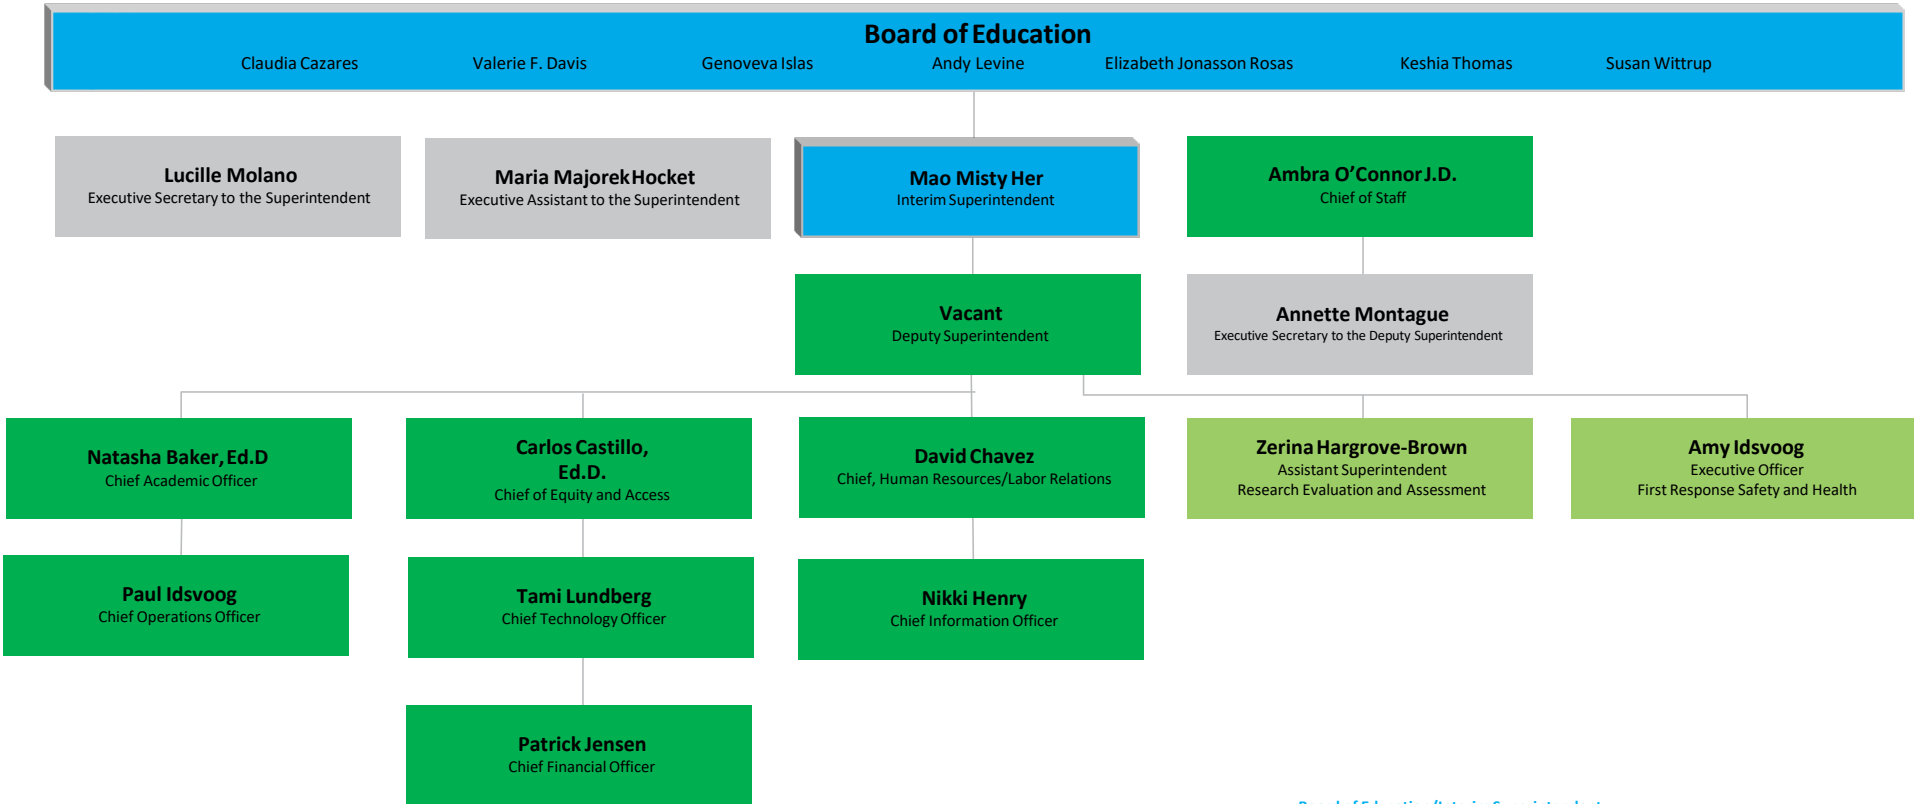 Board of Education
Claudia Cazares Valerie F. Davis Genoveva Islas Andy Levine Elizabeth Jonasson Rosas Keshia Thomas Susan Wittrup
Lucille Molano
Executive Secretary to the Superintendent
Maria Majorek Hocket
Executive Assistant to the Superintendent
Mao Misty Her
Interim Superintendent
Ambra O’Connor J.D.
Chief of Staff
Vacant
Deputy Superintendent
Annette Montague
Executive Secretary to the Deputy Superintendent
Natasha Baker, Ed.D
Chief Academic Officer
Carlos Castillo,
Ed.D.
Chief of Equity and Access
David Chavez
Chief, Human Resources/Labor Relations
Zerina Hargrove-Brown
Assistant Superintendent
Research Evaluation and Assessment
Amy Idsvoog
Executive Officer
First Response Safety and Health
Paul Idsvoog
Chief Operations Officer
Tami Lundberg
Chief Technology Officer
Nikki Henry
Chief Information Officer
Patrick Jensen
Chief Financial Officer
Board of Education/Interim Superintendent